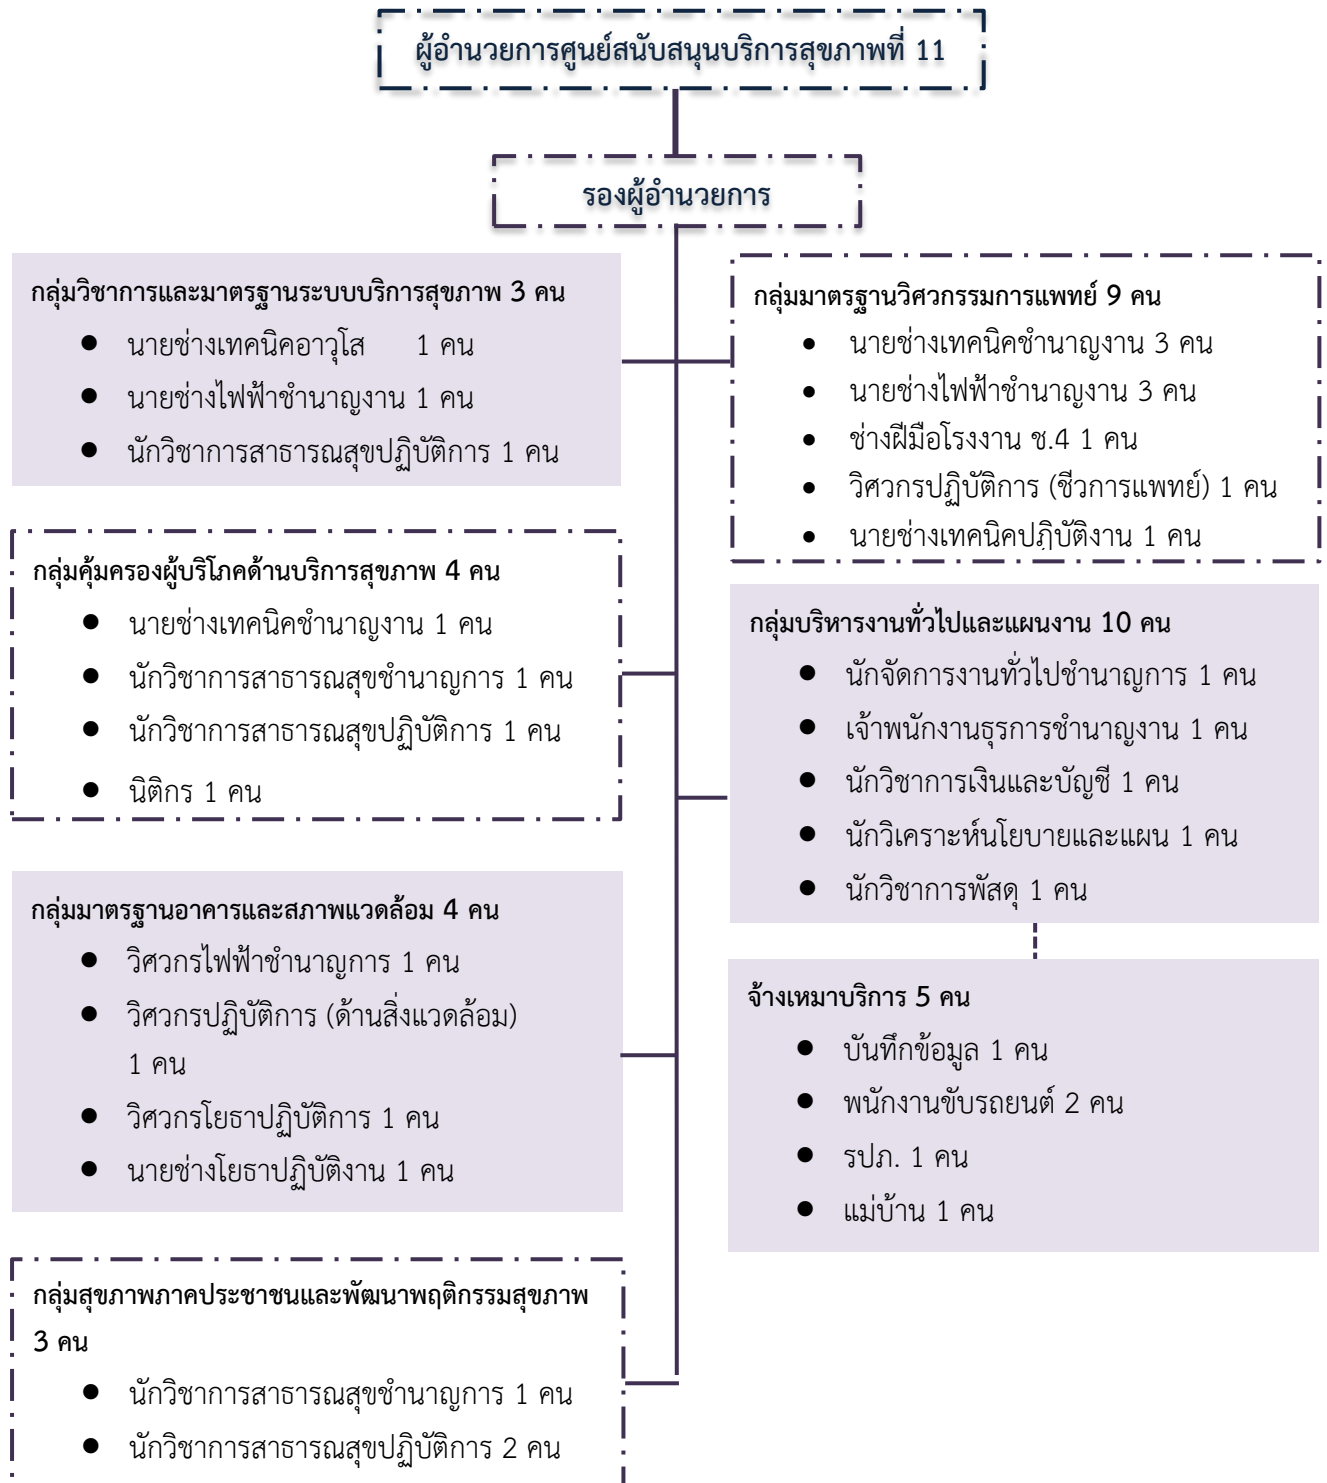 ผู้อำนวยการศูนย์สนับสนุนบริการสุขภาพที่ 11
รองผู้อำนวยการ
กลุ่มวิชาการและมาตรฐานระบบบริการสุขภาพ 3 คน
● นายช่างเทคนิคอาวุโส 1 คน
● นายช่างไฟฟ้าชำนาญงาน 1 คน
● นักวิชาการสาธารณสุขปฏิบัติการ 1 คน
กลุ่มมาตรฐานวิศวกรรมการแพทย์ 9 คน
● นายช่างเทคนิคชำนาญงาน 3 คน
● นายช่างไฟฟ้าชำนาญงาน 3 คน
● ช่างฝีมือโรงงาน ช.4 1 คน
● วิศวกรปฏิบัติการ (ชีวการแพทย์) 1 คน
● นายช่างเทคนิคปฏิบัติงาน 1 คน
กลุ่มคุ้มครองผู้บริโภคด้านบริการสุขภาพ 4 คน
● นายช่างเทคนิคชำนาญงาน 1 คน
● นักวิชาการสาธารณสุขชำนาญการ 1 คน
● นักวิชาการสาธารณสุขปฏิบัติการ 1 คน
● นิติกร 1 คน
กลุ่มบริหารงานทั่วไปและแผนงาน 10 คน
● นักจัดการงานทั่วไปชำนาญการ 1 คน
● เจ้าพนักงานธุรการชำนาญงาน 1 คน
● นักวิชาการเงินและบัญชี 1 คน
● นักวิเคราะห์นโยบายและแผน 1 คน
● นักวิชาการพัสดุ 1 คน
กลุ่มมาตรฐานอาคารและสภาพแวดล้อม 4 คน
● วิศวกรไฟฟ้าชำนาญการ 1 คน
● วิศวกรปฏิบัติการ (ด้านสิ่งแวดล้อม)
1 คน
● วิศวกรโยธาปฏิบัติการ 1 คน
● นายช่างโยธาปฏิบัติงาน 1 คน
จ้างเหมาบริการ 5 คน
● บันทึกข้อมูล 1 คน
● พนักงานขับรถยนต์ 2 คน
● รปภ. 1 คน
● แม่บ้าน 1 คน
กลุ่มสุขภาพภาคประชาชนและพัฒนาพฤติกรรมสุขภาพ
3 คน
● นักวิชาการสาธารณสุขชำนาญการ 1 คน
● นักวิชาการสาธารณสุขปฏิบัติการ 2 คน